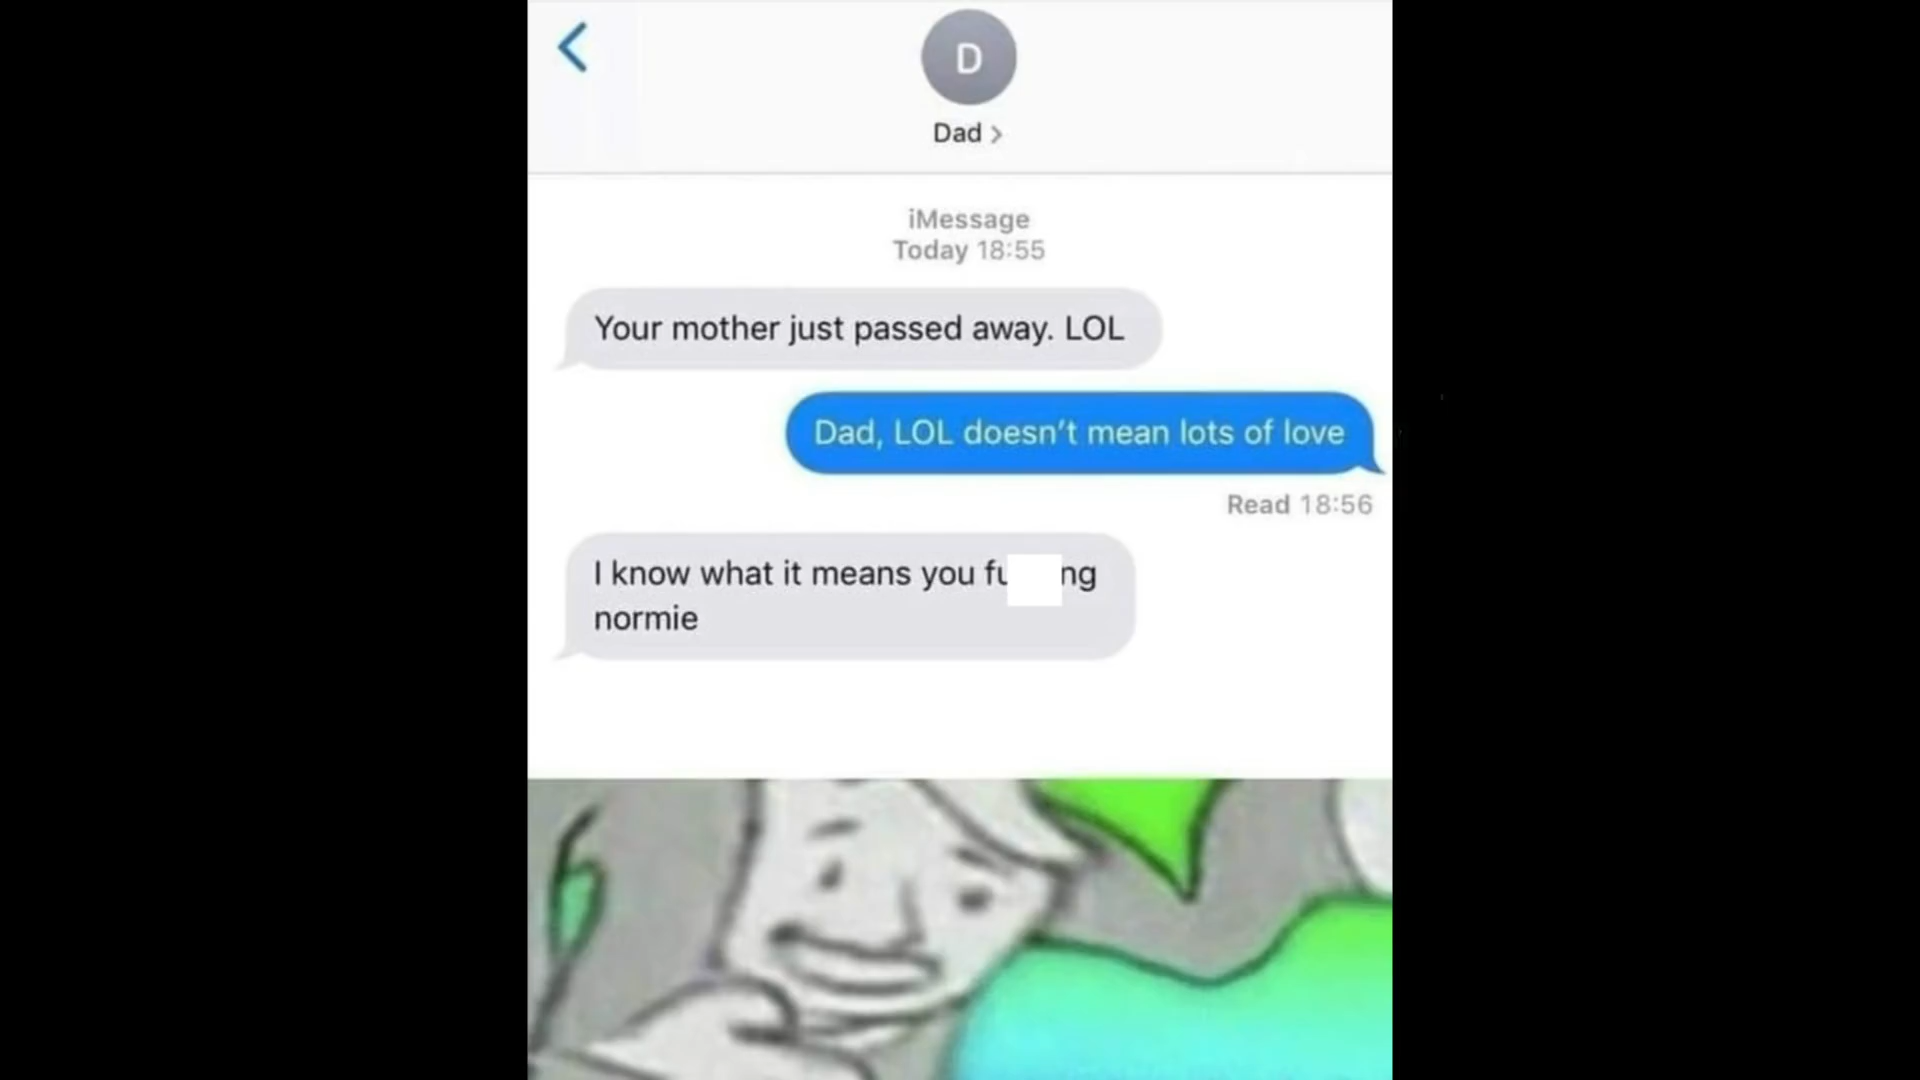 D
Dad >
iMessage
Today 18:55
Your mother just passed away. LOL
Dad, LOL doesn't mean lots of love
Read 18:56
I know what it means you fu ng
normie